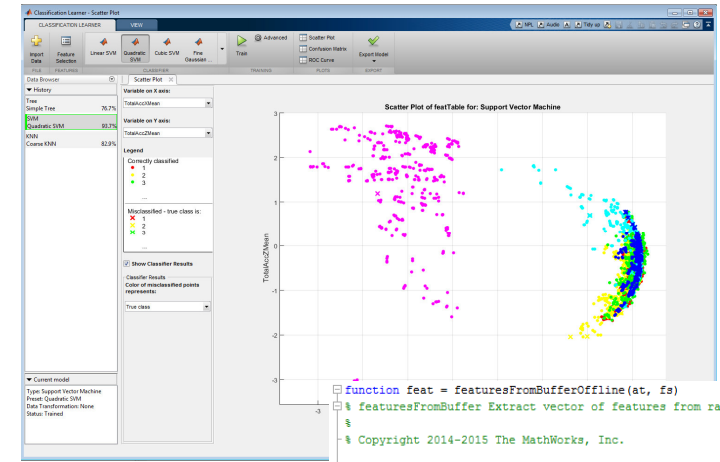 Classification Learner - Scatter Plot
CLASSIFICATION LEARNER
VIEW
NPL
Audio
Tidy up
Import Data
Feature Selection
Linear SVM
Quadratic SVM
Cubic SVM
Fine Gaussian ...
Train
Advanced
Scatter Plot
Confusion Matrix
ROC Curve
Export Model
FILE
FEATURES
CLASSIFIER
TRAINING
PLOTS
EXPORT
Data Browser
Scatter Plot
History
Tree
Simple Tree 76.7%
SVM
Quadratic SVM 93.7%
KNN
Coarse KNN 82.9%
Variable on X axis:
TotalAccXMean
Variable on Y axis:
TotalAccZMean
Legend
Correctly classified
1
2
3
...
Misclassified - true class is:
1
2
3
...
Show Classifier Results
Classifier Results
Color of misclassified points
represents:
True class
Current model
Type: Support Vector Machine
Preset: Quadratic SVM
Data Transformation: None
Status: Trained
Scatter Plot of featTable for: Support Vector Machine
TotalAccZMean
3
2
1
0
-1
-2
-3
-3
function feat = featuresFromBufferOffline(at, fs)
% featuresFromBuffer Extract vector of features from ra
%
% Copyright 2014-2015 The MathWorks, Inc.